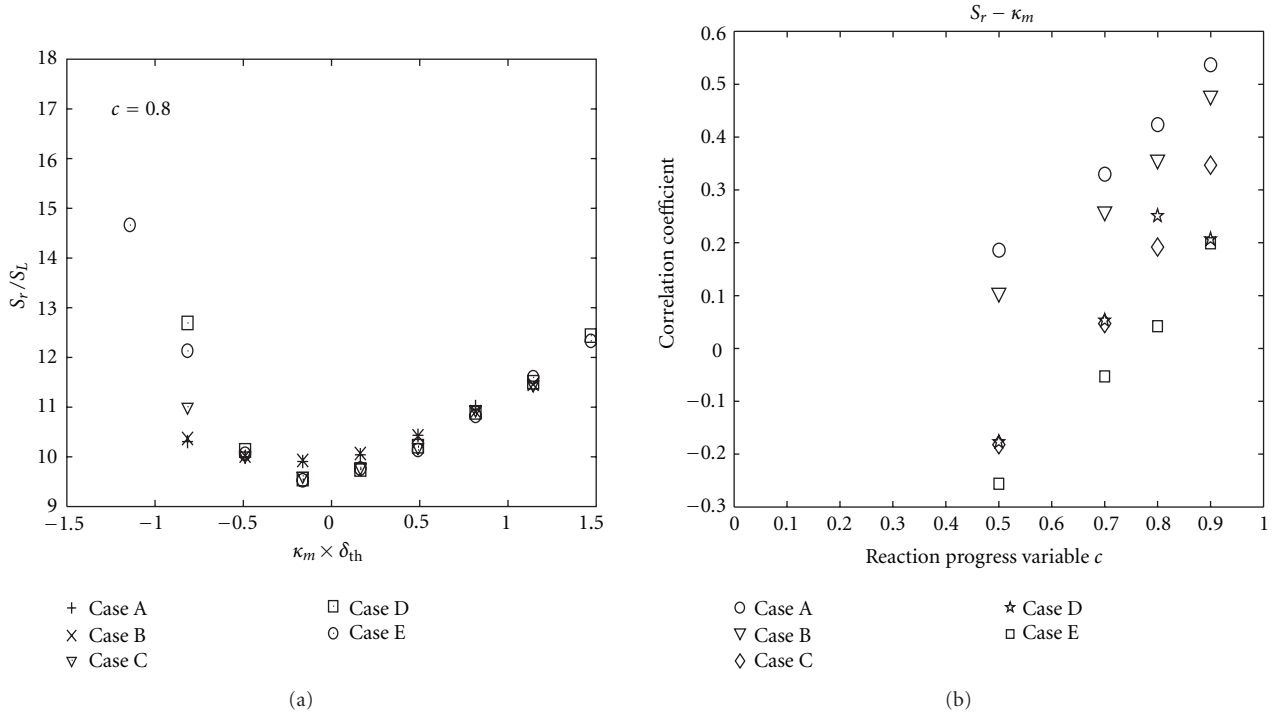 18
17
16
15
14
13
12
11
10
9
S_r/S_L
c = 0.8
−1.5
−1
−0.5
0
0.5
1
1.5
κ_m × δ_th
Case A
Case B
Case C
Case D
Case E
(a)
S_r − κ_m
0.6
0.5
0.4
0.3
0.2
0.1
0
−0.1
−0.2
−0.3
Correlation coefficient
0
0.1
0.2
0.3
0.4
0.5
0.6
0.7
0.8
0.9
1
Reaction progress variable c
Case A
Case B
Case C
Case D
Case E
(b)